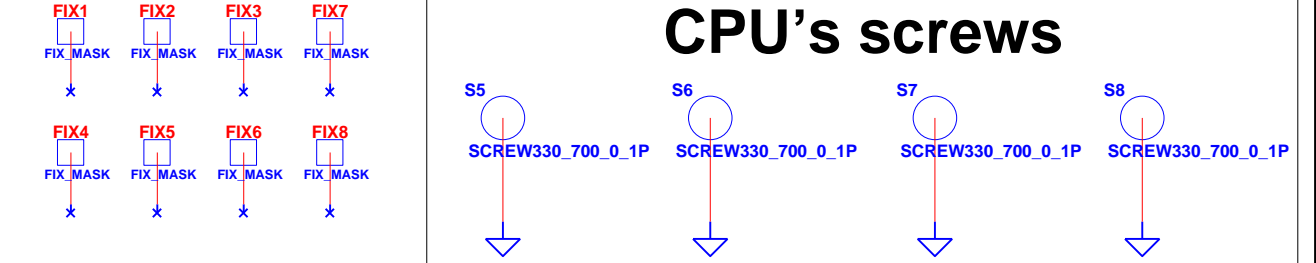 FIX1 FIX2 FIX3 FIX7
FIX_MASK FIX_MASK FIX_MASK FIX_MASK
FIX4 FIX5 FIX6 FIX8
FIX_MASK FIX_MASK FIX_MASK FIX_MASK
CPU’s screws
S5 S6 S7 S8
SCREW330_700_0_1P SCREW330_700_0_1P SCREW330_700_0_1P SCREW330_700_0_1P